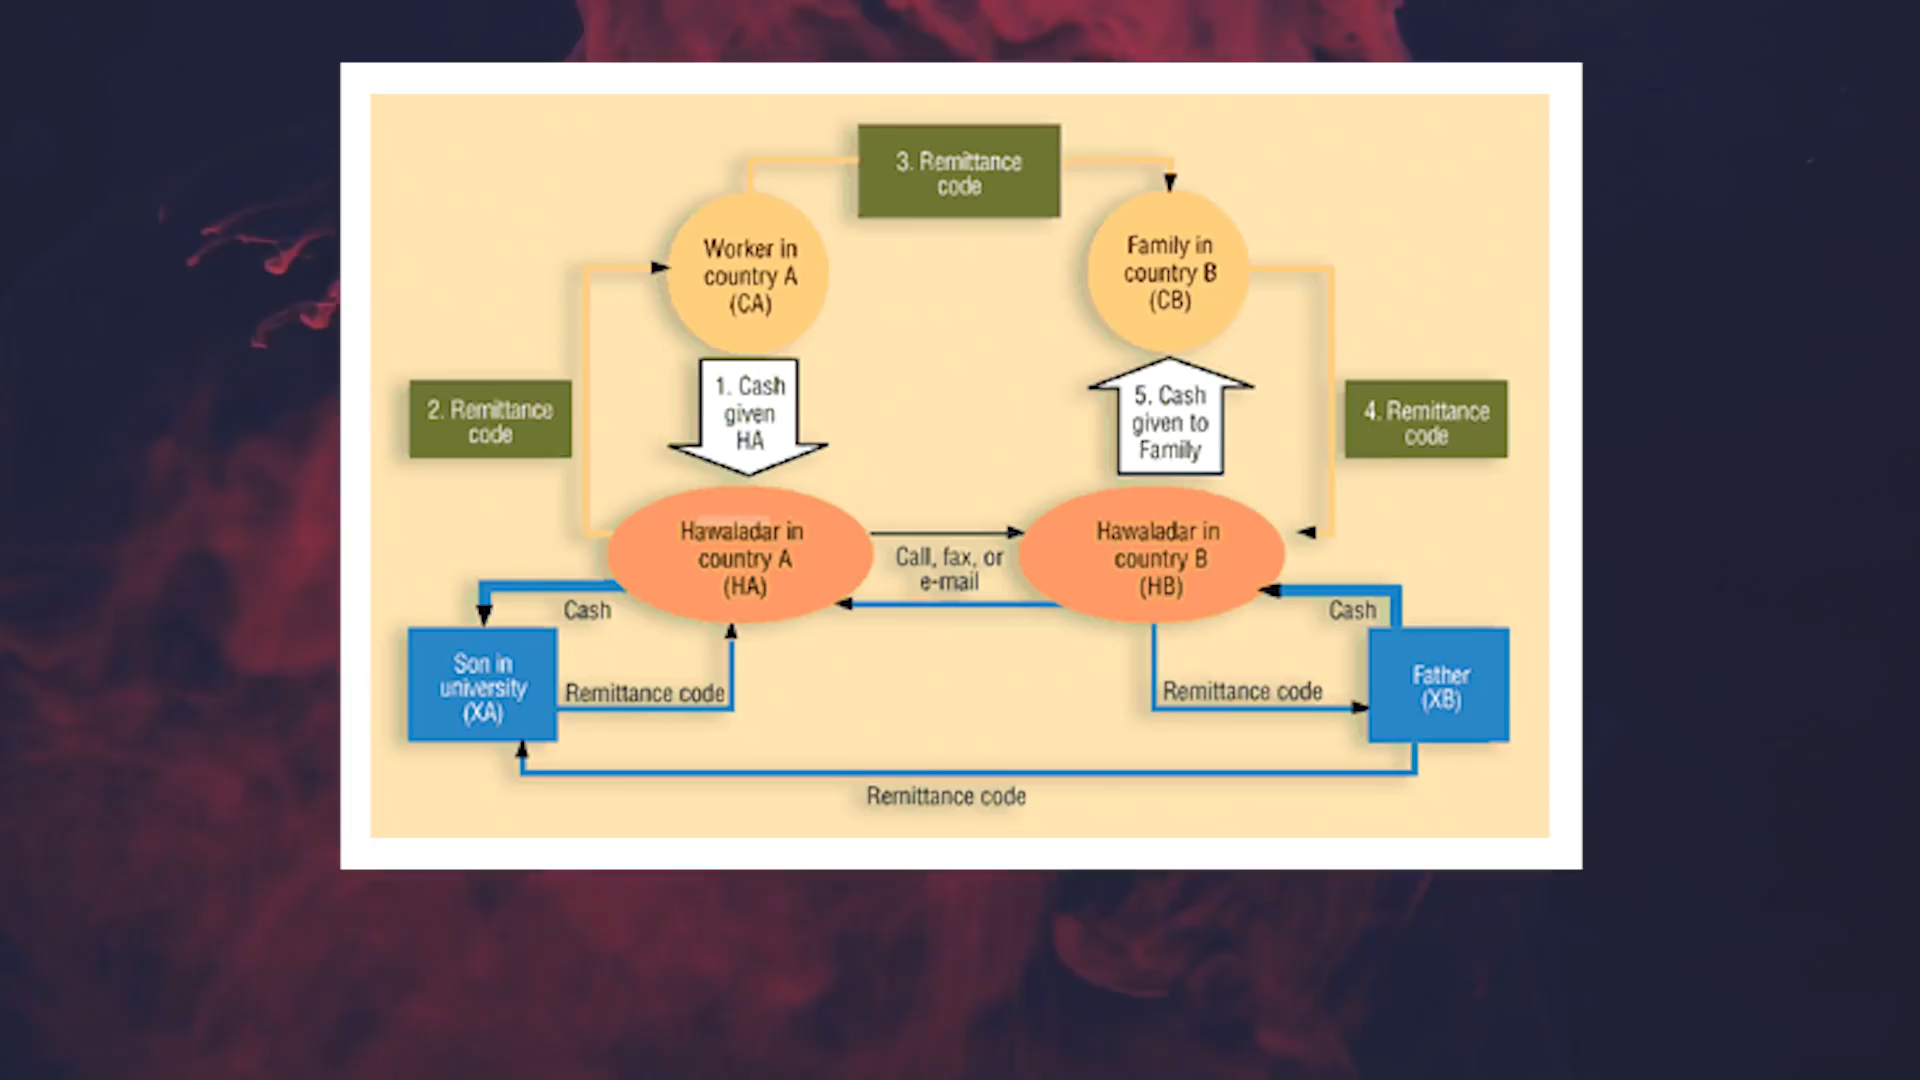 3. Remittance
code
Worker in
country A
(CA)
Family in
country B
(CB)
1. Cash
given
HA
5. Cash
given to
Family
2. Remittance
code
4. Remittance
code
Hawaladar in
country A
(HA)
Call, fax, or
e-mail
Hawaladar in
country B
(HB)
Cash
Cash
Son in
university
(XA)
Remittance code
Remittance code
Father
(XB)
Remittance code